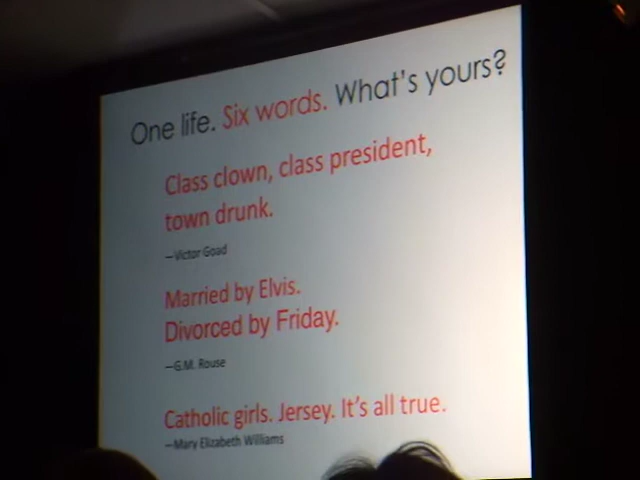 One life. Six words. What's yours?
Class clown, class president,
town drunk.
—Victor Goad
Married by Elvis.
Divorced by Friday.
—G.M. Rouse
Catholic girls. Jersey. It's all true.
—Mary Elizabeth Williams